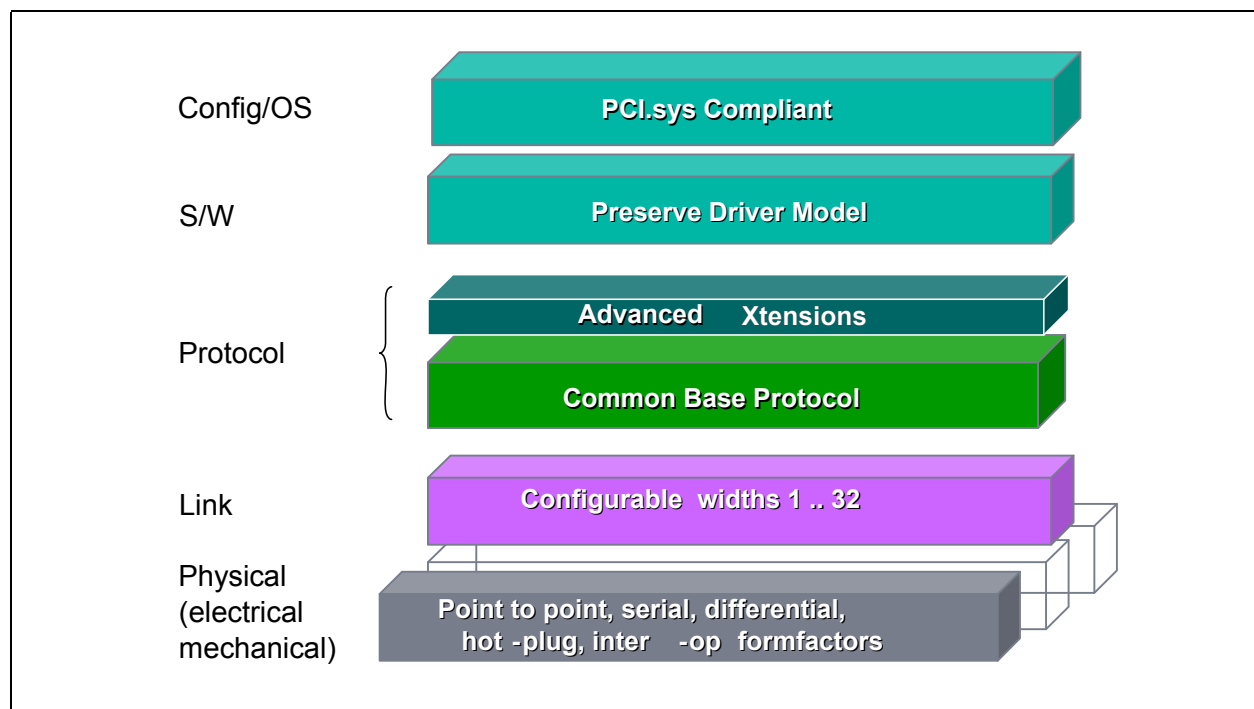 Config/OS
PCI.sys Compliant
S/W
Preserve Driver Model
Protocol
Advanced Xtensions
Common Base Protocol
Link
Configurable widths 1 .. 32
Physical
(electrical
mechanical)
Point to point, serial, differential,
hot -plug, inter -op formfactors